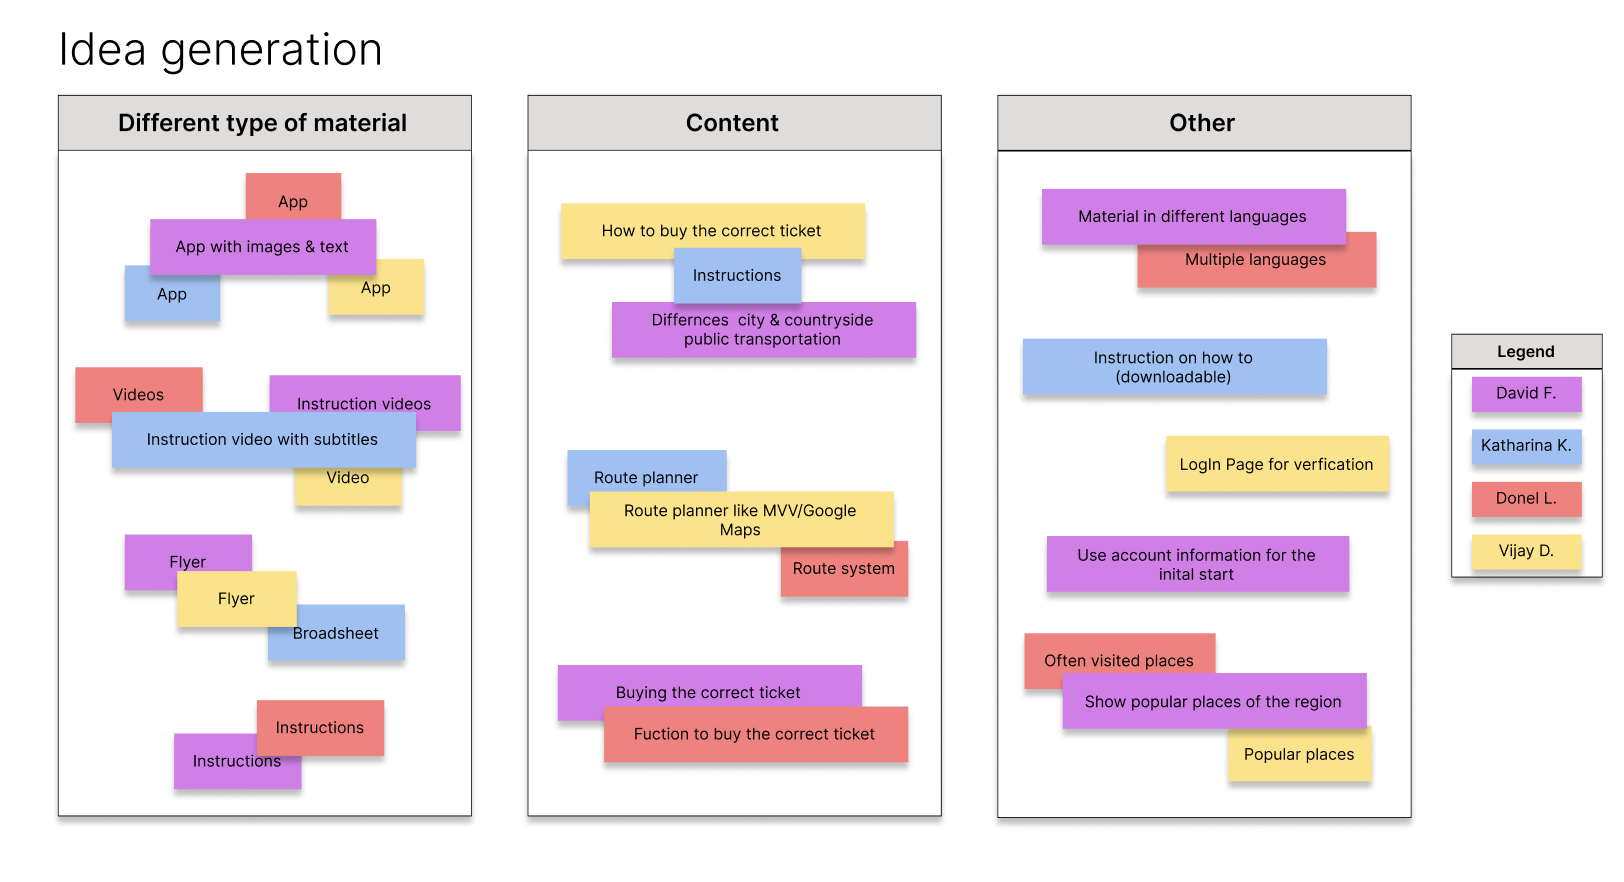 Idea generation
Different type of material
App
App with images & text
App
App
Videos
Instruction videos
Instruction video with subtitles
Video
Flyer
Flyer
Broadsheet
Instructions
Instructions
Content
How to buy the correct ticket
Instructions
Differnces city & countryside
public transportation
Route planner
Route planner like MVV/Google
Maps
Route system
Buying the correct ticket
Fuction to buy the correct ticket
Other
Material in different languages
Multiple languages
Instruction on how to
(downloadable)
LogIn Page for verfication
Use account information for the
inital start
Often visited places
Show popular places of the region
Popular places
Legend
David F.
Katharina K.
Donel L.
Vijay D.